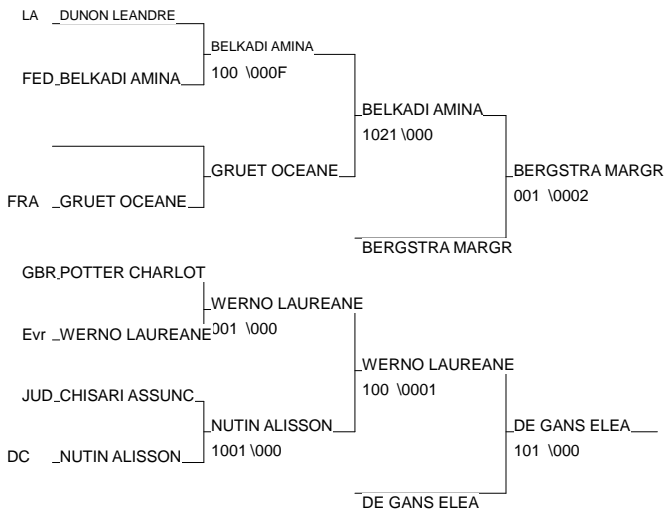 LA DUNON LEANDRE
BELKADI AMINA
100 \000F
FED BELKADI AMINA
BELKADI AMINA
1021 \000
GRUET OCEANE
BERGSTRA MARGR
001 \0002
FRA GRUET OCEANE
BERGSTRA MARGR
GBR POTTER CHARLOT
WERNO LAUREANE
001 \000
Evr WERNO LAUREANE
WERNO LAUREANE
100 \0001
JUD CHISARI ASSUNC
NUTIN ALISSON
1001 \000
DE GANS ELEA
101 \000
DC NUTIN ALISSON
DE GANS ELEA